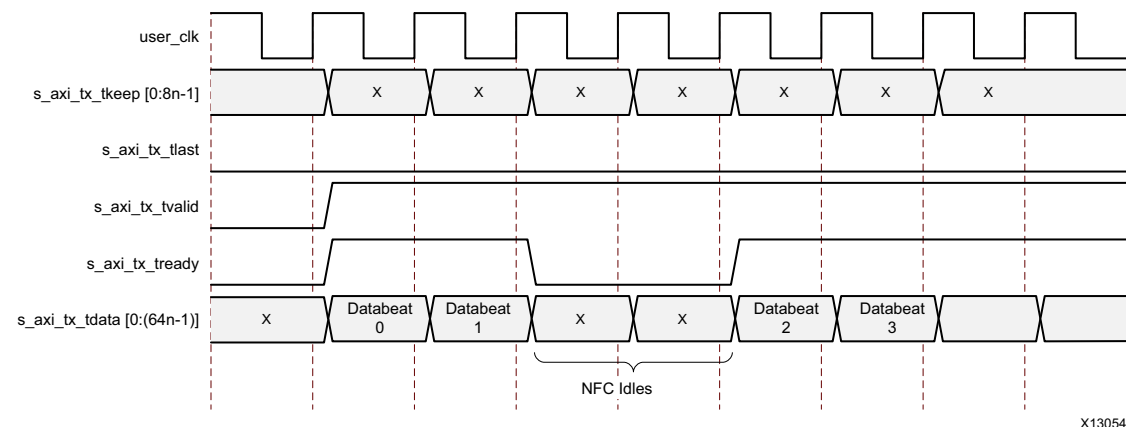 user_clk
s_axi_tx_tkeep [0:8n-1]
X X X X X X X
s_axi_tx_tlast
s_axi_tx_tvalid
s_axi_tx_tready
s_axi_tx_tdata [0:(64n-1)]
X Databeat 0 Databeat 1 X X Databeat 2 Databeat 3
NFC Idles
X13054